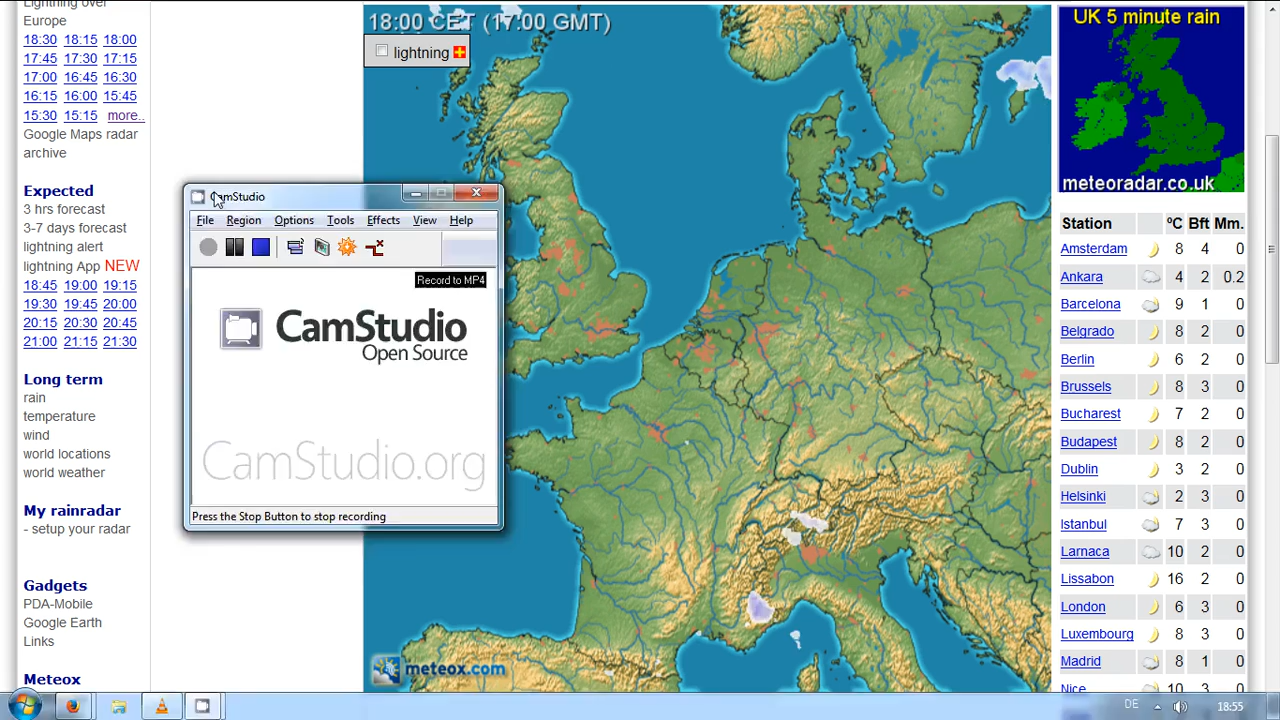 Lightning over
Europe
18:30 18:15 18:00
17:45 17:30 17:15
17:00 16:45 16:30
16:15 16:00 15:45
15:30 15:15 more..
Google Maps radar
archive
Expected
3 hrs forecast
3-7 days forecast
lightning alert
lightning App NEW
18:45 19:00 19:15
19:30 19:45 20:00
20:15 20:30 20:45
21:00 21:15 21:30
Long term
rain
temperature
wind
world locations
world weather
My rainradar
- setup your radar
Gadgets
PDA-Mobile
Google Earth
Links
Meteox
18:00 CET (17:00 GMT)
lightning
CamStudio
File Region Options Tools Effects View Help
Record to MP4
CamStudio
Open Source
CamStudio.org
Press the Stop Button to stop recording
meteox.com
UK 5 minute rain
meteoradar.co.uk
Station ºC Bft Mm.
Amsterdam 8 4 0
Ankara 4 2 0.2
Barcelona 9 1 0
Belgrado 8 2 0
Berlin 6 2 0
Brussels 8 3 0
Bucharest 7 2 0
Budapest 8 2 0
Dublin 3 2 0
Helsinki 2 3 0
Istanbul 7 3 0
Larnaca 10 2 0
Lissabon 16 2 0
London 6 3 0
Luxembourg 8 3 0
Madrid 8 1 0
Nice 10 3 0
DE 18:55